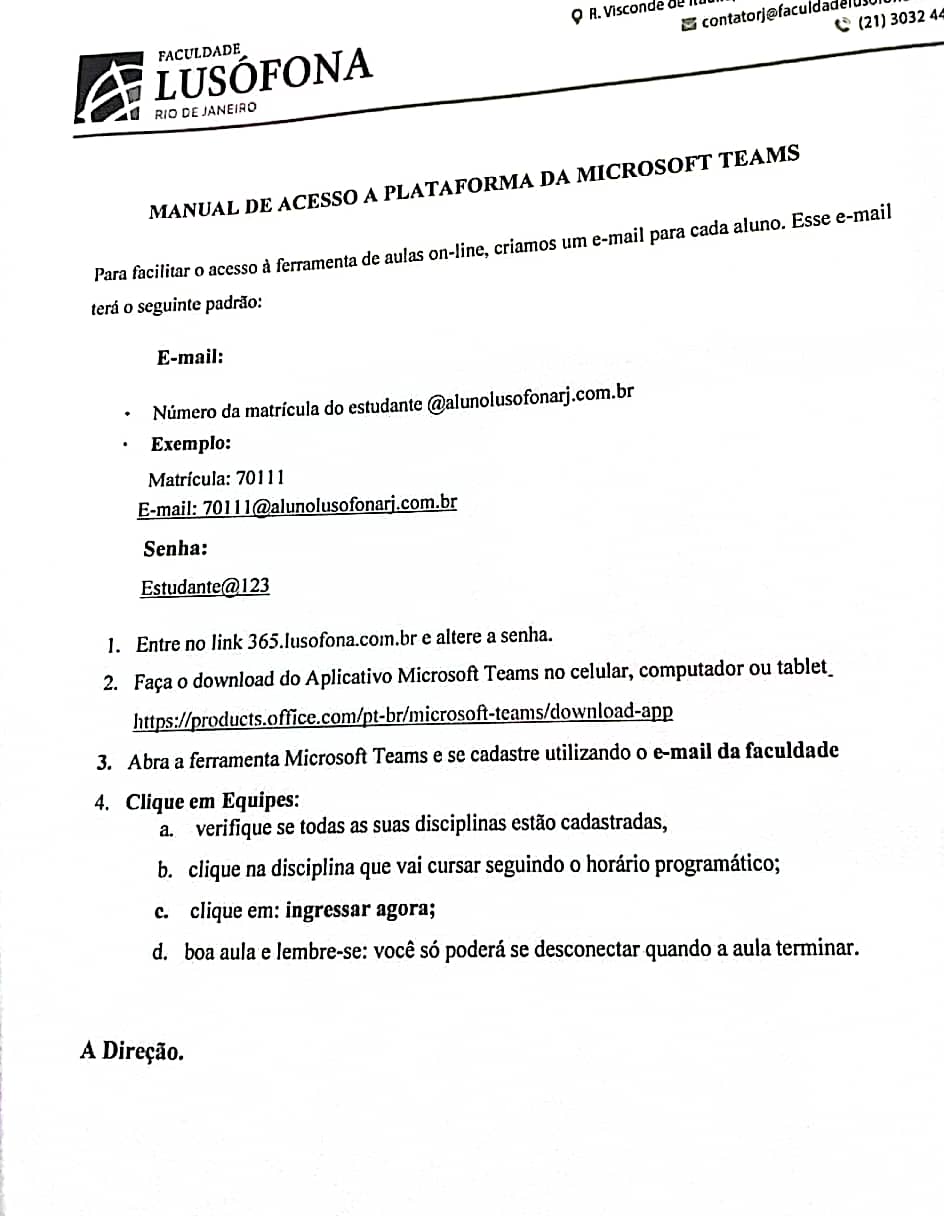 R. Visconde de
contatorj@faculdadeluso
(21) 3032 44
FACULDADE
LUSÓFONA
RIO DE JANEIRO
MANUAL DE ACESSO A PLATAFORMA DA MICROSOFT TEAMS
Para facilitar o acesso à ferramenta de aulas on-line, criamos um e-mail para cada aluno. Esse e-mail
terá o seguinte padrão:
E-mail:
• Número da matrícula do estudante @alunolusofonarj.com.br
• Exemplo:
Matrícula: 70111
E-mail: 70111@alunolusofonarj.com.br
Senha:
Estudante@123
1. Entre no link 365.lusofona.com.br e altere a senha.
2. Faça o download do Aplicativo Microsoft Teams no celular, computador ou tablet
https://products.office.com/pt-br/microsoft-teams/download-app
3. Abra a ferramenta Microsoft Teams e se cadastre utilizando o e-mail da faculdade
4. Clique em Equipes:
a. verifique se todas as suas disciplinas estão cadastradas,
b. clique na disciplina que vai cursar seguindo o horário programático;
c. clique em: ingressar agora;
d. boa aula e lembre-se: você só poderá se desconectar quando a aula terminar.
A Direção.